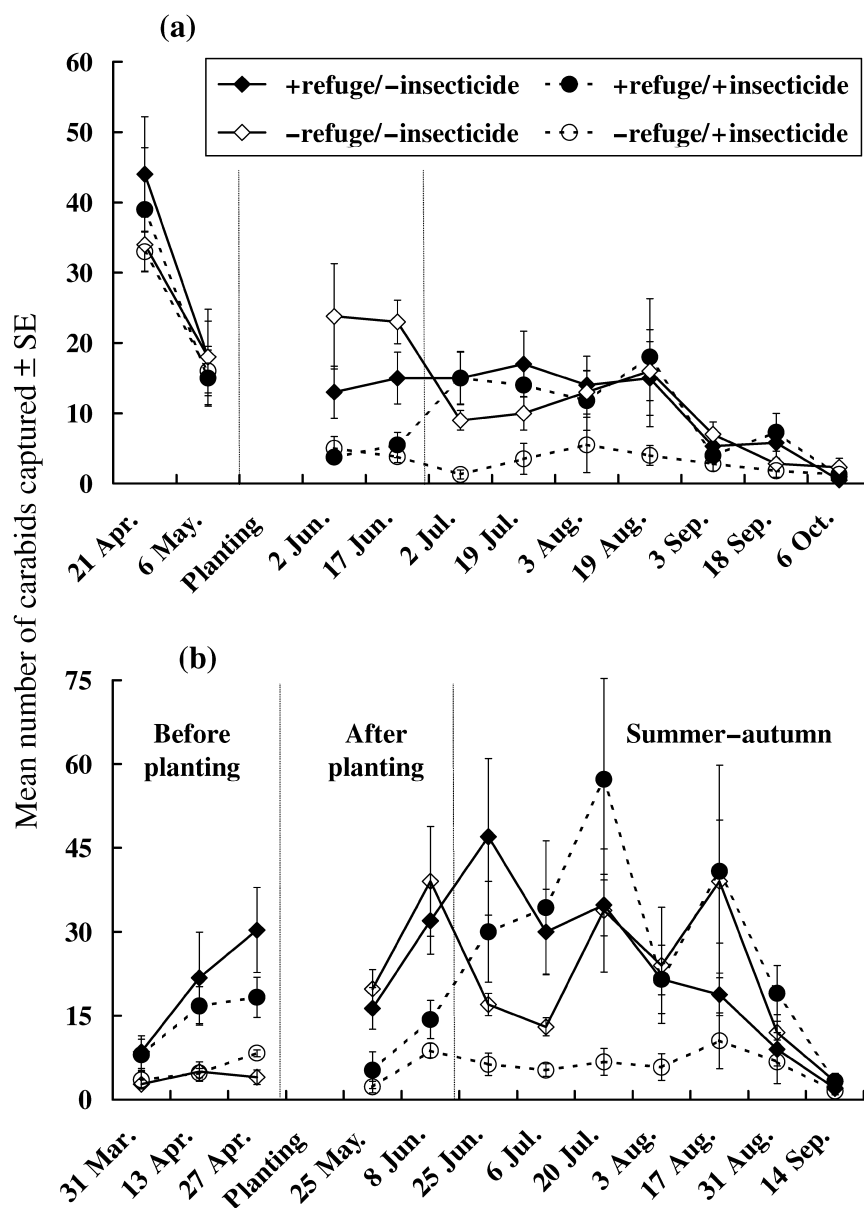 (a)
60
50
40
30
20
10
0
+refuge/−insecticide
+refuge/+insecticide
−refuge/−insecticide
−refuge/+insecticide
21 Apr.
6 May.
Planting
2 Jun.
17 Jun.
2 Jul.
19 Jul.
3 Aug.
19 Aug.
3 Sep.
18 Sep.
6 Oct.
Mean number of carabids captured ± SE
(b)
75
60
45
30
15
0
Before
planting
After
planting
Summer−autumn
31 Mar.
13 Apr.
27 Apr.
Planting
25 May.
8 Jun.
25 Jun.
6 Jul.
20 Jul.
3 Aug.
17 Aug.
31 Aug.
14 Sep.